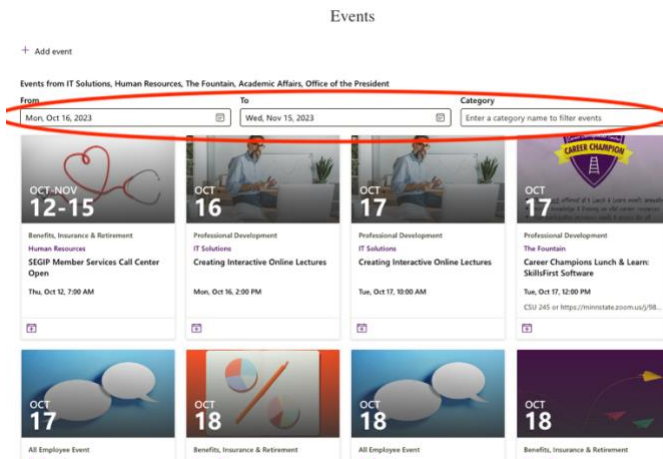 Events
+ Add event
Events from IT Solutions, Human Resources, The Fountain, Academic Affairs, Office of the President
From
To
Category
Mon, Oct 16, 2023
Wed, Nov 15, 2023
Enter a category name to filter events
OCT-NOV
12-15
Benefits, Insurance & Retirement
Human Resources
SEGIP Member Services Call Center
Open
Thu, Oct 12, 7:00 AM
OCT
16
Professional Development
IT Solutions
Creating Interactive Online Lectures
Mon, Oct 16, 2:00 PM
OCT
17
Professional Development
IT Solutions
Creating Interactive Online Lectures
Tue, Oct 17, 10:00 AM
CAREER CHAMPION
OCT
17
Professional Development
The Fountain
Career Champions Lunch & Learn:
SkillsFirst Software
Tue, Oct 17, 12:00 PM
CSU 245 or https://minnstate.zoom.us/j/98...
OCT
17
All Employee Event
OCT
18
Benefits, Insurance & Retirement
OCT
18
All Employee Event
OCT
18
Benefits, Insurance & Retirement